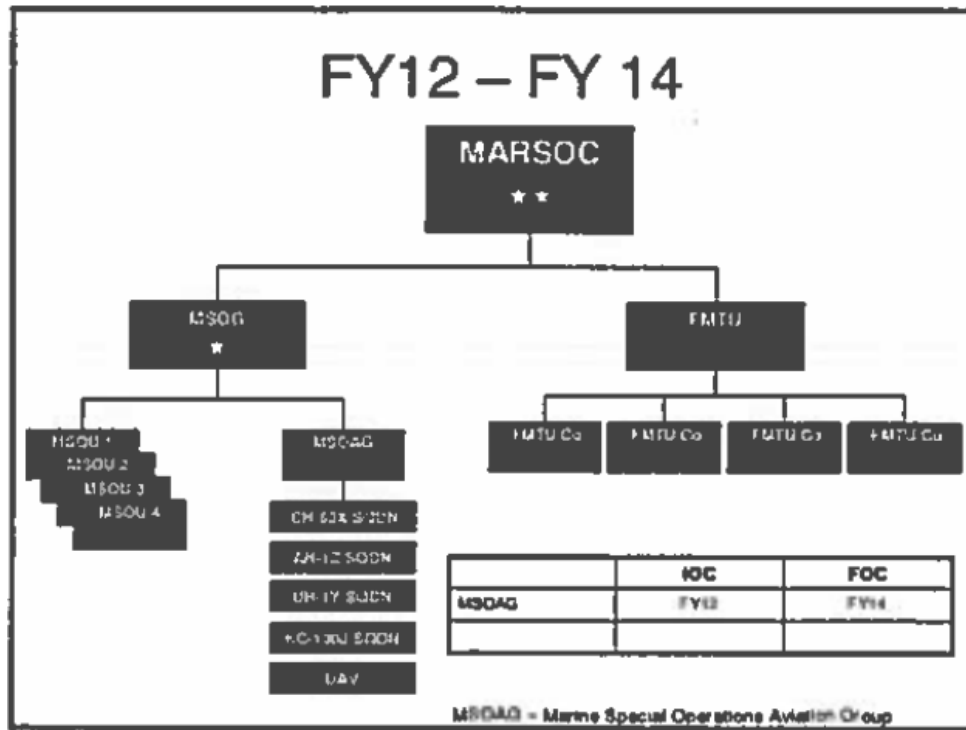 FY12 – FY 14
MARSOC
★ ★
MSOG
★
FMTU
MSOU 1
MSOU 2
MSOU 3
MSOU 4
MSOAG
FMTU Co
FMTU Co
FMTU Co
FMTU Co
SQDN
AH-1Z SQDN
UH-1Y SQDN
SQDN
UAV
IOC FOC
MSOAG FY14
MSOAG – Marine Special Operations Aviation Group